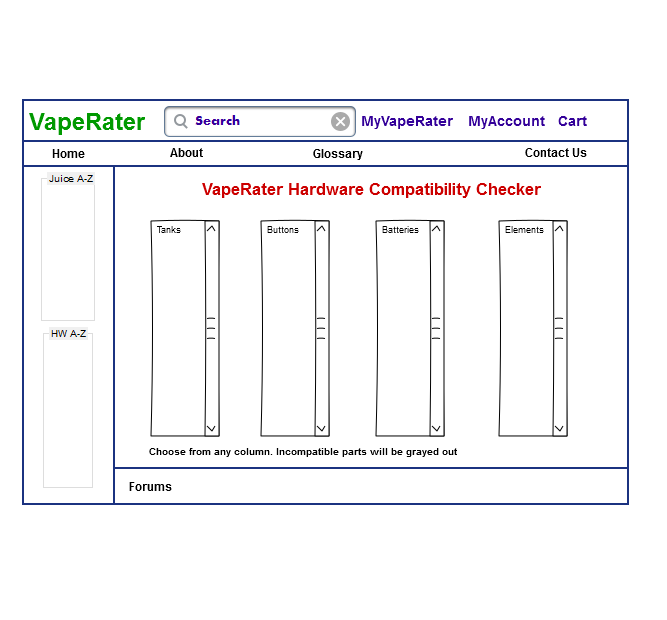 VapeRater Search MyVapeRater MyAccount Cart
Home About Glossary Contact Us
Juice A-Z
HW A-Z
VapeRater Hardware Compatibility Checker
Tanks Buttons Batteries Elements
Choose from any column. Incompatible parts will be grayed out
Forums